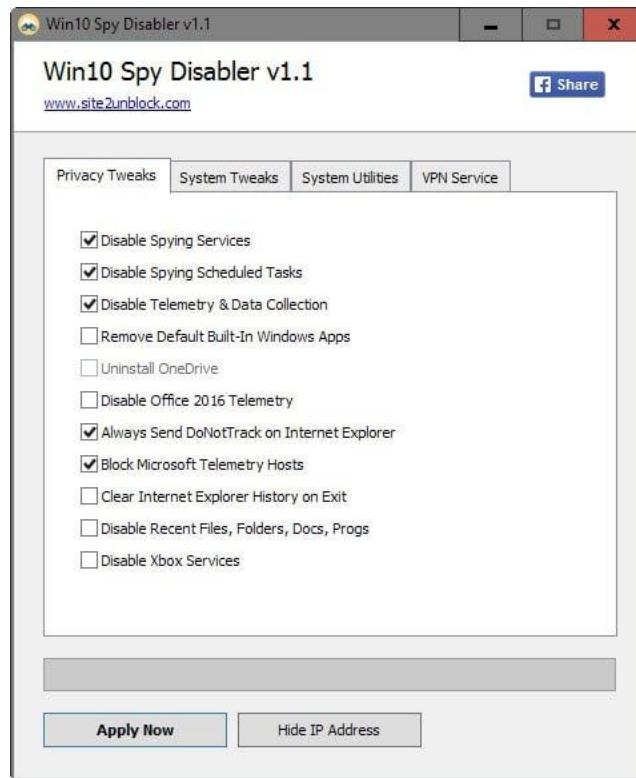 Win10 Spy Disabler v1.1
Win10 Spy Disabler v1.1
www.site2unblock.com
Share
Privacy Tweaks
System Tweaks
System Utilities
VPN Service
Disable Spying Services
Disable Spying Scheduled Tasks
Disable Telemetry & Data Collection
Remove Default Built-In Windows Apps
Uninstall OneDrive
Disable Office 2016 Telemetry
Always Send DoNotTrack on Internet Explorer
Block Microsoft Telemetry Hosts
Clear Internet Explorer History on Exit
Disable Recent Files, Folders, Docs, Progs
Disable Xbox Services
Apply Now
Hide IP Address